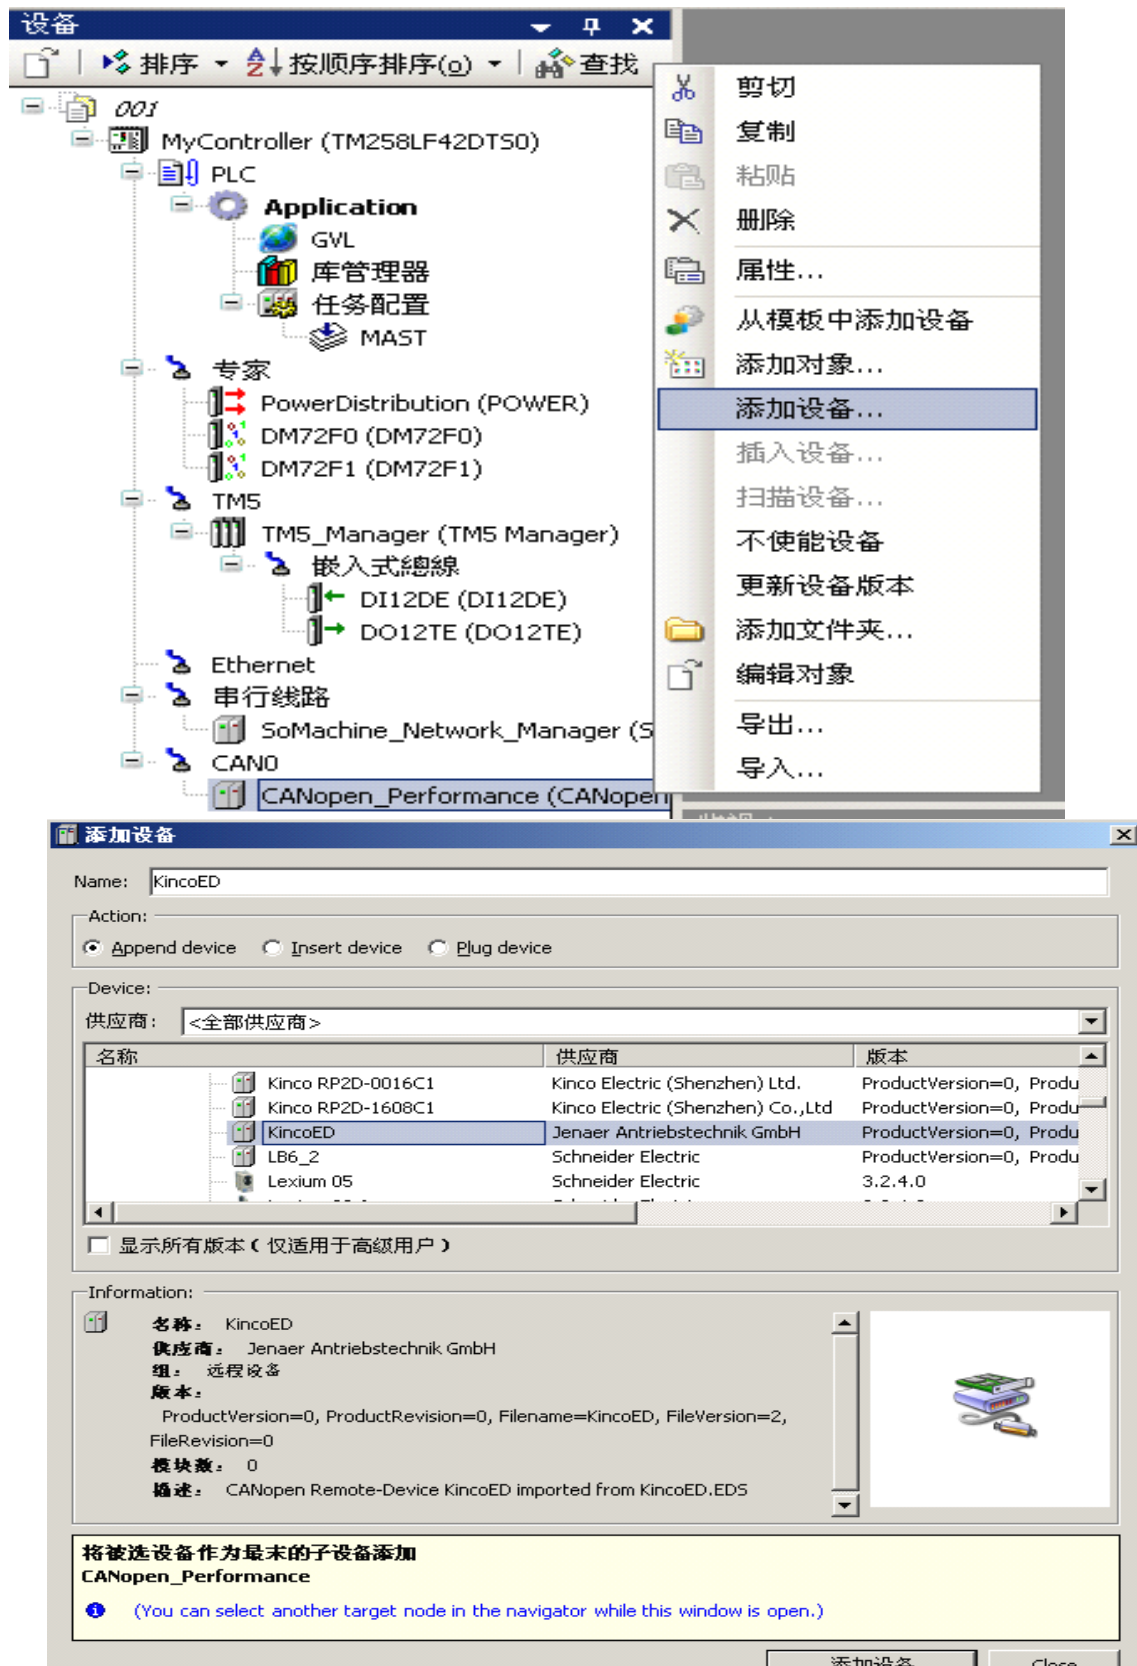 设备
排序
按顺序排序(o)
查找
001
MyController (TM258LF42DTS0)
PLC
Application
GVL
库管理器
任务配置
MAST
专家
PowerDistribution (POWER)
DM72F0 (DM72F0)
DM72F1 (DM72F1)
TM5
TM5_Manager (TM5 Manager)
嵌入式總線
DI12DE (DI12DE)
DO12TE (DO12TE)
Ethernet
串行线路
SoMachine_Network_Manager (S
CAN0
CANopen_Performance (CANopen
剪切
复制
粘贴
删除
属性...
从模板中添加设备
添加对象...
添加设备...
插入设备...
扫描设备...
不使能设备
更新设备版本
添加文件夹...
编辑对象
导出...
导入...
添加设备
Name: KincoED
Action:
Append device Insert device Plug device
Device:
供应商: <全部供应商>
名称 供应商 版本
Kinco RP2D-0016C1 Kinco Electric (Shenzhen) Ltd. ProductVersion=0, Produ
Kinco RP2D-1608C1 Kinco Electric (Shenzhen) Co.,Ltd ProductVersion=0, Produ
KincoED Jenaer Antriebstechnik GmbH ProductVersion=0, Produ
LB6_2 Schneider Electric ProductVersion=0, Produ
Lexium 05 Schneider Electric 3.2.4.0
显示所有版本(仅适用于高级用户)
Information:
名称: KincoED
供应商: Jenaer Antriebstechnik GmbH
组: 远程设备
版本:
ProductVersion=0, ProductRevision=0, Filename=KincoED, FileVersion=2,
FileRevision=0
模块数: 0
描述: CANopen Remote-Device KincoED imported from KincoED.EDS
将被选设备作为最末的子设备添加
CANopen_Performance
(You can select another target node in the navigator while this window is open.)
添加设备 Close